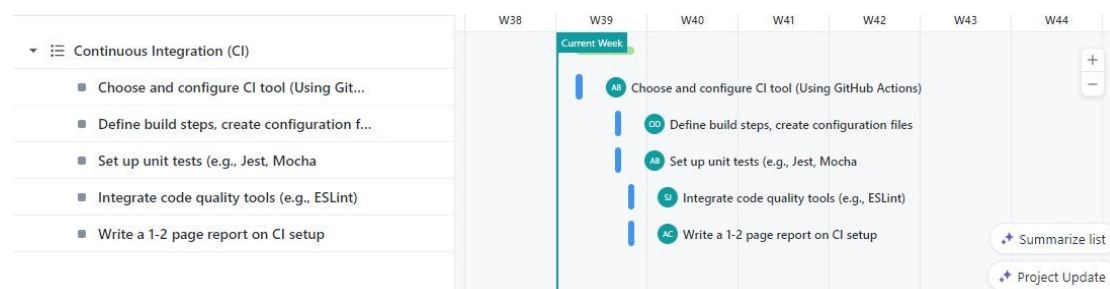 W38 W39 W40 W41 W42 W43 W44
Current Week
Continuous Integration (CI)
Choose and configure CI tool (Using Git...
AB Choose and configure CI tool (Using GitHub Actions)
Define build steps, create configuration f...
OD Define build steps, create configuration files
Set up unit tests (e.g., Jest, Mocha
AB Set up unit tests (e.g., Jest, Mocha
Integrate code quality tools (e.g., ESLint)
SJ Integrate code quality tools (e.g., ESLint)
Write a 1-2 page report on CI setup
AC Write a 1-2 page report on CI setup
Summarize list
Project Update